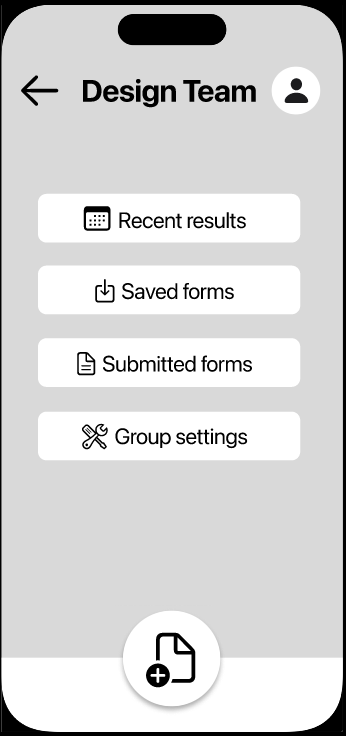 Design Team
Recent results
Saved forms
Submitted forms
Group settings